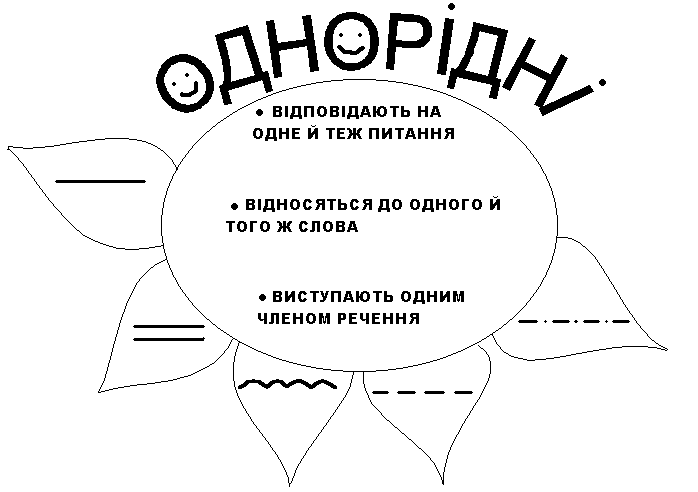 ОДНОРІДНІ
• ВІДПОВІДАЮТЬ НА
ОДНЕ Й ТЕЖ ПИТАННЯ
• ВІДНОСЯТЬСЯ ДО ОДНОГО Й
ТОГО Ж СЛОВА
• ВИСТУПАЮТЬ ОДНИМ
ЧЛЕНОМ РЕЧЕННЯ